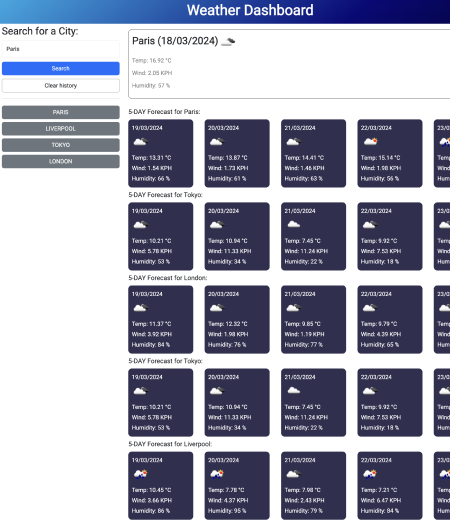 Weather Dashboard
Search for a City:
Paris
Search
Clear history
PARIS
LIVERPOOL
TOKYO
LONDON
Paris (18/03/2024)
Temp: 16.92 °C
Wind: 2.05 KPH
Humidity: 57 %
5-DAY Forecast for Paris:
19/03/2024 20/03/2024 21/03/2024 22/03/2024 23/0
Temp: 13.31 °C Temp: 13.87 °C Temp: 14.41 °C Temp: 15.14 °C Temp
Wind: 1.54 KPH Wind: 1.73 KPH Wind: 1.46 KPH Wind: 1.98 KPH Wind
Humidity: 66 % Humidity: 61 % Humidity: 63 % Humidity: 56 % Hum
5-DAY Forecast for Tokyo:
19/03/2024 20/03/2024 21/03/2024 22/03/2024 23/0
Temp: 10.21 °C Temp: 10.94 °C Temp: 7.45 °C Temp: 9.92 °C Temp
Wind: 5.78 KPH Wind: 11.33 KPH Wind: 11.24 KPH Wind: 7.53 KPH Wind
Humidity: 53 % Humidity: 34 % Humidity: 22 % Humidity: 18 % Hum
5-DAY Forecast for London:
19/03/2024 20/03/2024 21/03/2024 22/03/2024 23/0
Temp: 11.37 °C Temp: 12.32 °C Temp: 9.85 °C Temp: 9.79 °C Temp
Wind: 3.92 KPH Wind: 1.98 KPH Wind: 1.19 KPH Wind: 4.39 KPH Wind
Humidity: 84 % Humidity: 76 % Humidity: 77 % Humidity: 65 % Hum
5-DAY Forecast for Tokyo:
19/03/2024 20/03/2024 21/03/2024 22/03/2024 23/0
Temp: 10.21 °C Temp: 10.94 °C Temp: 7.45 °C Temp: 9.92 °C Temp
Wind: 5.78 KPH Wind: 11.33 KPH Wind: 11.24 KPH Wind: 7.53 KPH Wind
Humidity: 53 % Humidity: 34 % Humidity: 22 % Humidity: 18 % Hum
5-DAY Forecast for Liverpool:
19/03/2024 20/03/2024 21/03/2024 22/03/2024 23/0
Temp: 10.45 °C Temp: 7.78 °C Temp: 7.98 °C Temp: 7.21 °C Temp
Wind: 3.66 KPH Wind: 4.37 KPH Wind: 2.43 KPH Wind: 6.47 KPH Wind
Humidity: 86 % Humidity: 95 % Humidity: 79 % Humidity: 84 % Hum